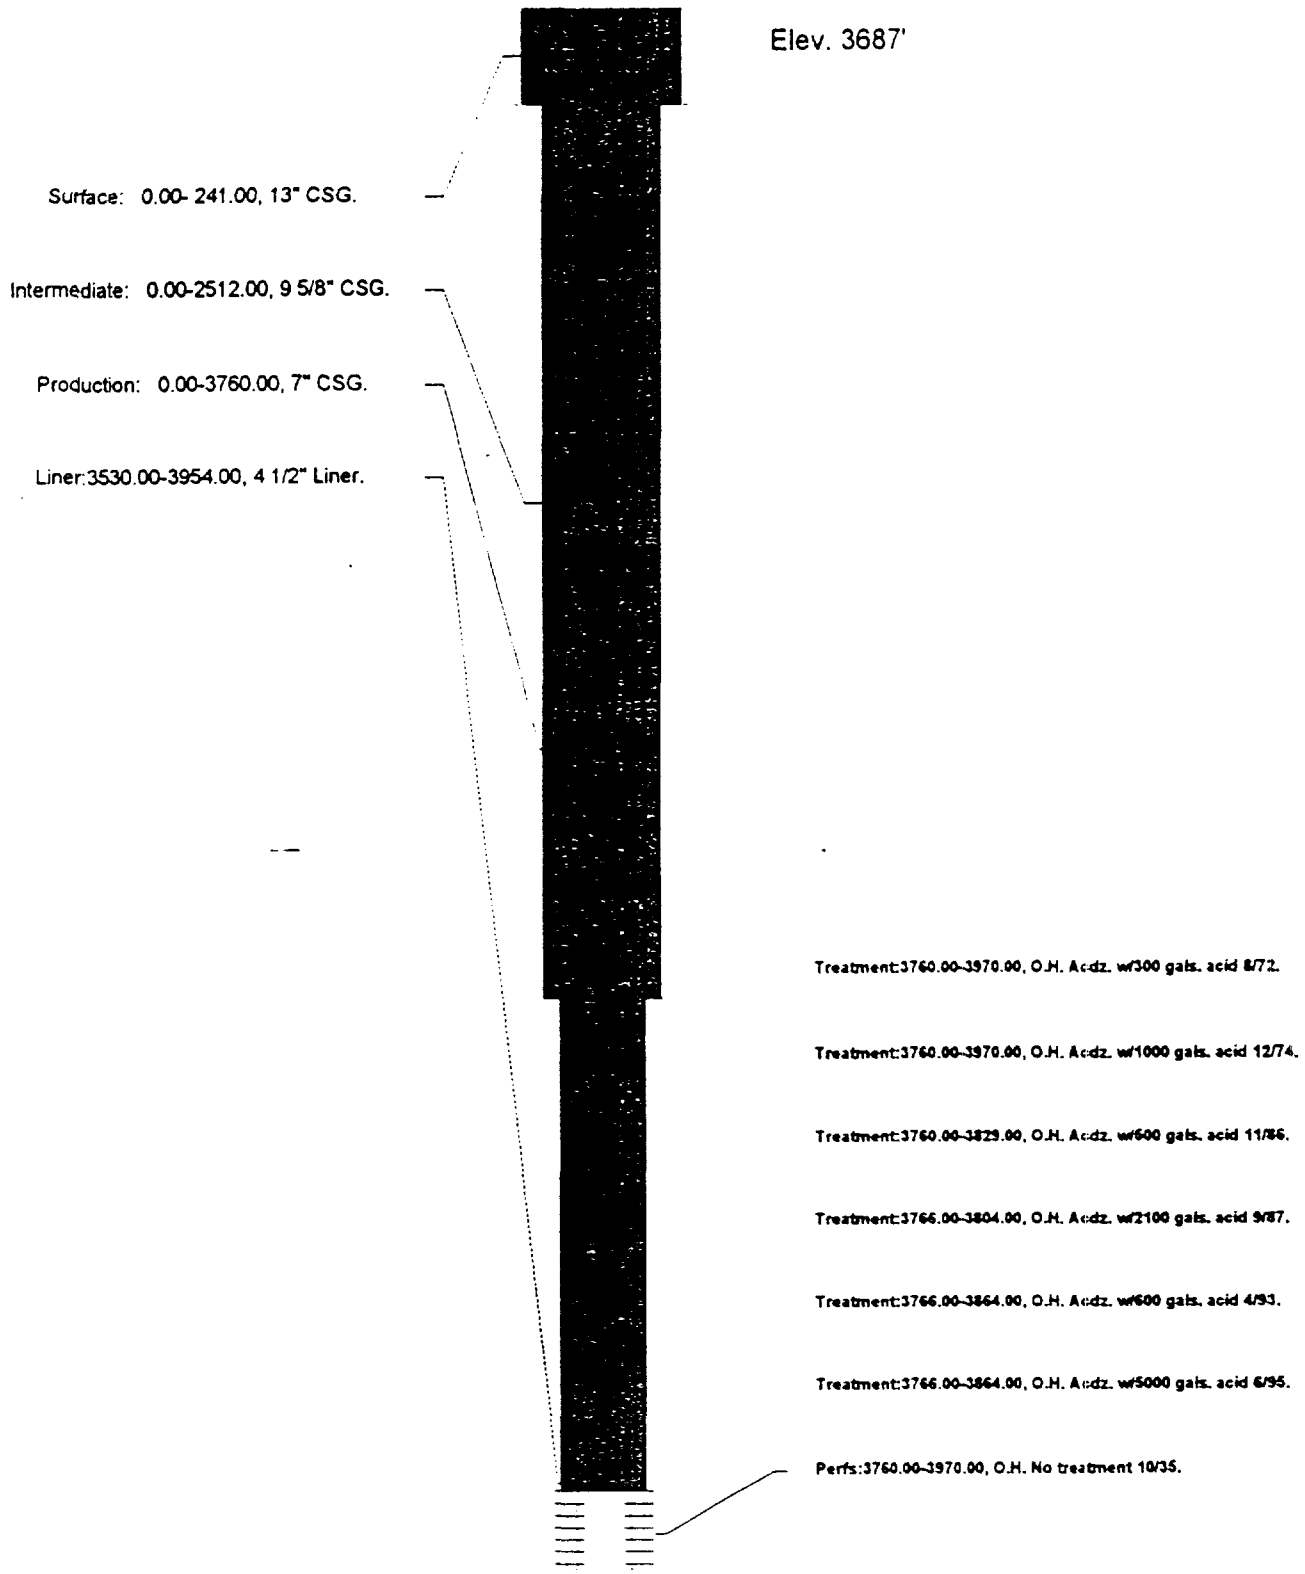 Elev. 3687'
Surface: 0.00- 241.00, 13" CSG.
Intermediate: 0.00-2512.00, 9 5/8" CSG.
Production: 0.00-3760.00, 7" CSG.
Liner:3530.00-3954.00, 4 1/2" Liner.
Treatment:3760.00-3970.00, O.H. Acdz. w/300 gals. acid 8/72.
Treatment:3760.00-3970.00, O.H. Acdz. w/1000 gals. acid 12/74.
Treatment:3760.00-3829.00, O.H. Acdz. w/600 gals. acid 11/86.
Treatment:3766.00-3804.00, O.H. Acdz. w/2100 gals. acid 9/87.
Treatment:3766.00-3864.00, O.H. Acdz. w/600 gals. acid 4/93.
Treatment:3766.00-3864.00, O.H. Acdz. w/5000 gals. acid 6/95.
Perfs:3760.00-3970.00, O.H. No treatment 10/35.